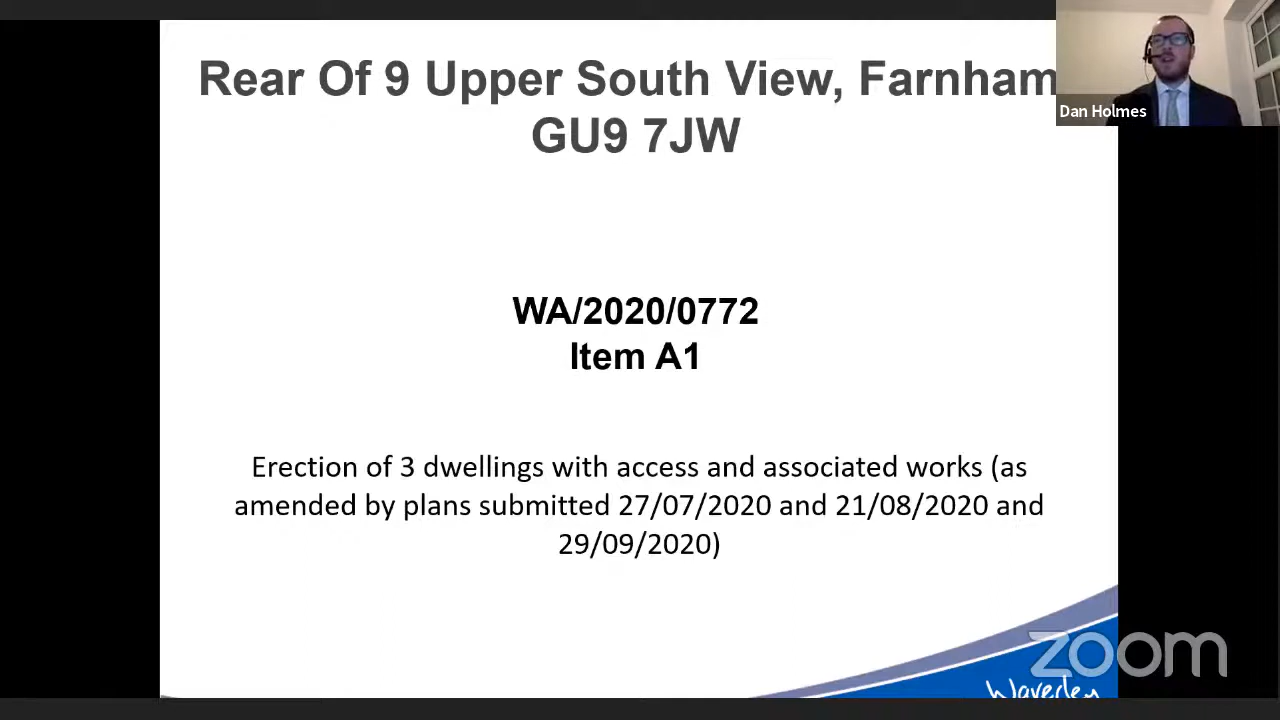 Rear Of 9 Upper South View, Farnham
GU9 7JW
Dan Holmes
WA/2020/0772
Item A1
Erection of 3 dwellings with access and associated works (as
amended by plans submitted 27/07/2020 and 21/08/2020 and
29/09/2020)
zoom
Waverley